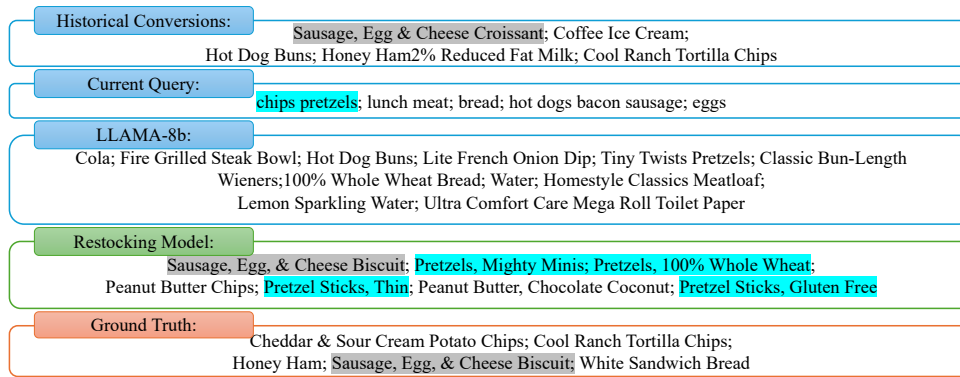 Historical Conversions:
Sausage, Egg & Cheese Croissant; Coffee Ice Cream;
Hot Dog Buns; Honey Ham2% Reduced Fat Milk; Cool Ranch Tortilla Chips
Current Query:
chips pretzels; lunch meat; bread; hot dogs bacon sausage; eggs
LLAMA-8b:
Cola; Fire Grilled Steak Bowl; Hot Dog Buns; Lite French Onion Dip; Tiny Twists Pretzels; Classic Bun-Length
Wieners;100% Whole Wheat Bread; Water; Homestyle Classics Meatloaf;
Lemon Sparkling Water; Ultra Comfort Care Mega Roll Toilet Paper
Restocking Model:
Sausage, Egg, & Cheese Biscuit; Pretzels, Mighty Minis; Pretzels, 100% Whole Wheat;
Peanut Butter Chips; Pretzel Sticks, Thin; Peanut Butter, Chocolate Coconut; Pretzel Sticks, Gluten Free
Ground Truth:
Cheddar & Sour Cream Potato Chips; Cool Ranch Tortilla Chips;
Honey Ham; Sausage, Egg, & Cheese Biscuit; White Sandwich Bread